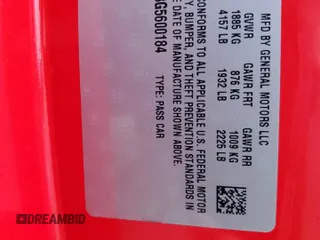 MFD BY GENERAL MOTORS LLC
GVWR GAWR FRT GAWR RR
1885 KG 876 KG 1009 KG
4157 LB 1932 LB 2225 LB
CONFORMS TO ALL APPLICABLE U.S. FEDERAL MOTOR
BUMPER, AND THEFT PREVENTION STANDARDS IN
DATE OF MANUFACTURE SHOWN ABOVE.
G5600184 TYPE: PASS CAR
DREAMBID